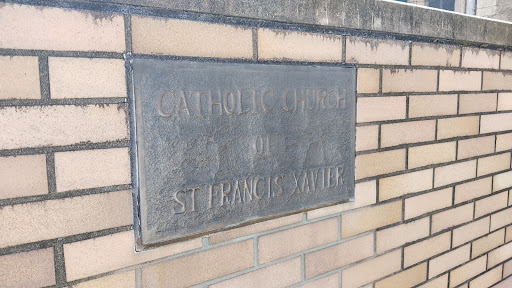 CATHOLIC CHURCH
OF
ST FRANCIS XAVIER